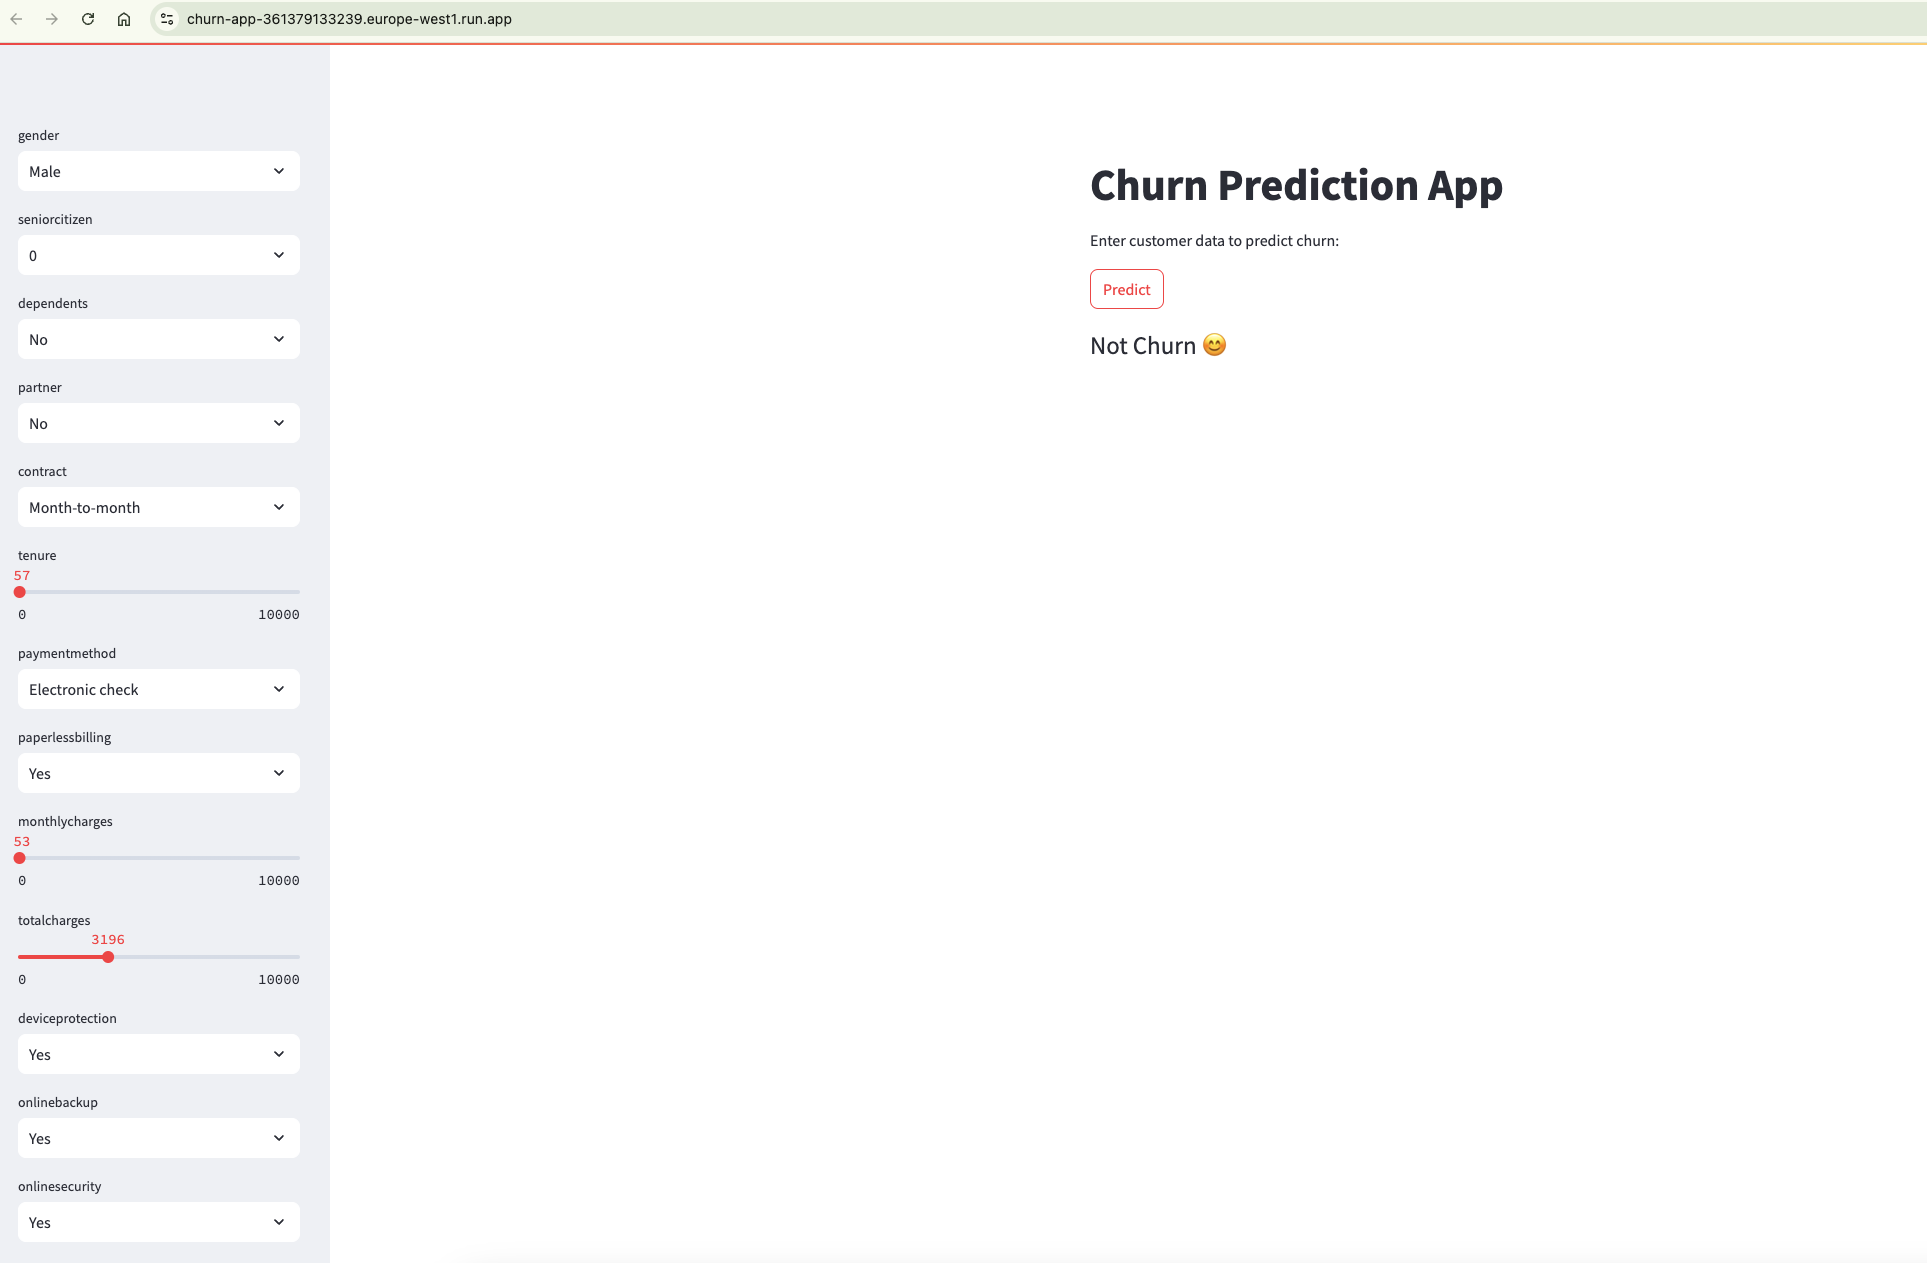 churn-app-361379133239.europe-west1.run.app
gender
Male
seniorcitizen
0
dependents
No
partner
No
contract
Month-to-month
tenure
57
0 10000
paymentmethod
Electronic check
paperlessbilling
Yes
monthlycharges
53
0 10000
totalcharges
3196
0 10000
deviceprotection
Yes
onlinebackup
Yes
onlinesecurity
Yes
Churn Prediction App
Enter customer data to predict churn:
Predict
Not Churn 😊